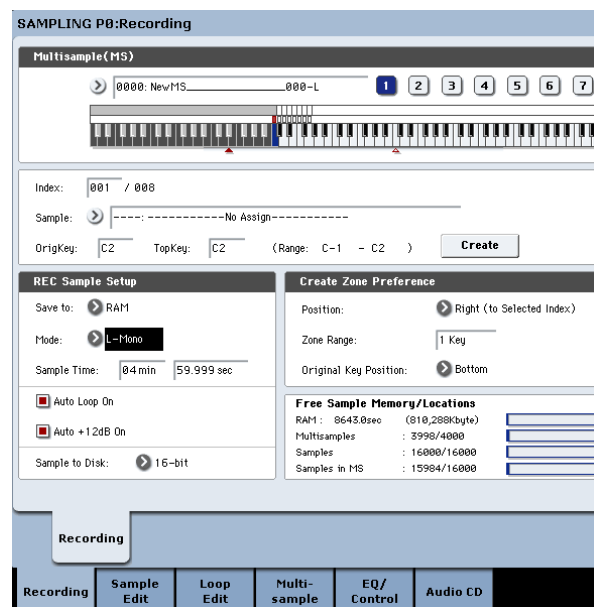 SAMPLING P0:Recording
Multisample(MS)
0000: NewMS_______________000-L
1 2 3 4 5 6 7
Index: 001 / 008
Sample: ----: ------------No Assign------------
OrigKey: C2 TopKey: C2 (Range: C-1 - C2 ) Create
REC Sample Setup
Save to: RAM
Mode: L-Mono
Sample Time: 04 min 59.999 sec
Auto Loop On
Auto +12dB On
Sample to Disk: 16-bit
Create Zone Preference
Position: Right (to Selected Index)
Zone Range: 1 Key
Original Key Position: Bottom
Free Sample Memory/Locations
RAM : 8643.0sec (810,288Kbyte)
Multisamples : 3998/4000
Samples : 16000/16000
Samples in MS : 15984/16000
Recording
Recording
Sample Edit
Loop Edit
Multi-sample
EQ/ Control
Audio CD